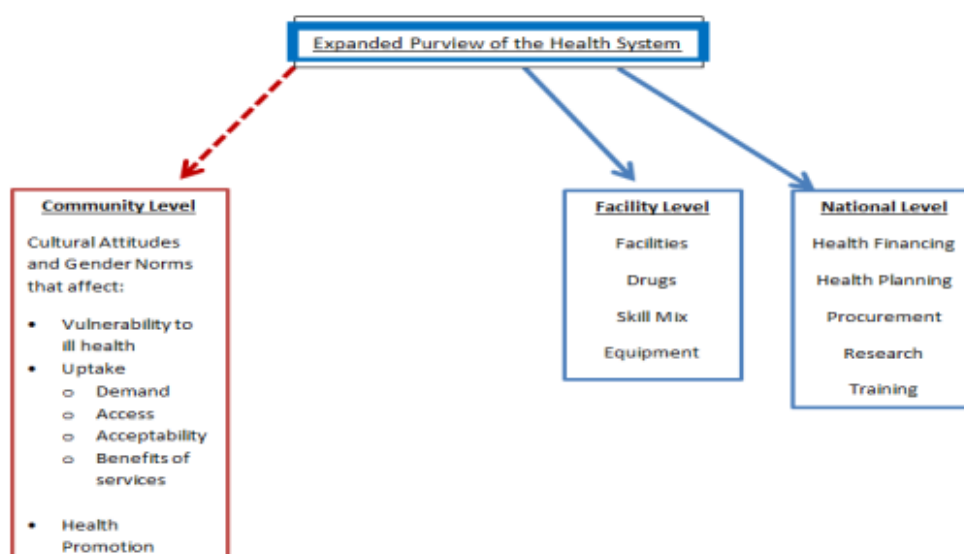 Expanded Purview of the Health System
Community Level
Cultural Attitudes
and Gender Norms
that affect:
• Vulnerability to
ill health
• Uptake
o Demand
o Access
o Acceptability
o Benefits of
services
• Health
Promotion
Facility Level
Facilities
Drugs
Skill Mix
Equipment
National Level
Health Financing
Health Planning
Procurement
Research
Training